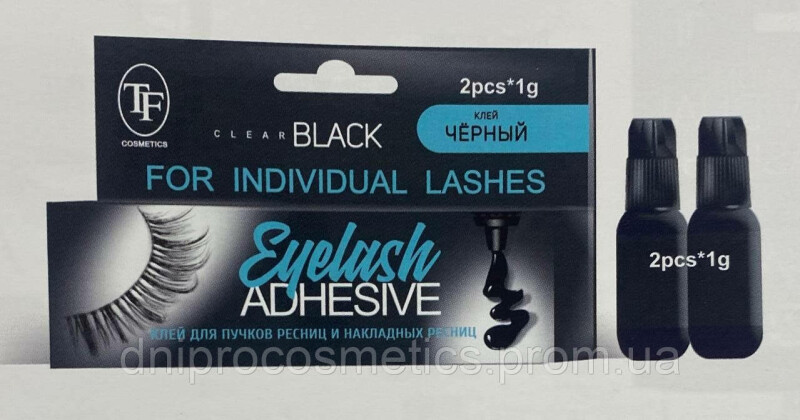 TF
COSMETICS
2pcs*1g
CLEAR BLACK
КЛЕЙ
ЧЁРНЫЙ
FOR INDIVIDUAL LASHES
Eyelash
ADHESIVE
КЛЕЙ ДЛЯ ПУЧКОВ РЕСНИЦ И НАКЛАДНЫХ РЕСНИЦ
2pcs*1g
dniprocosmetics.prom.ua